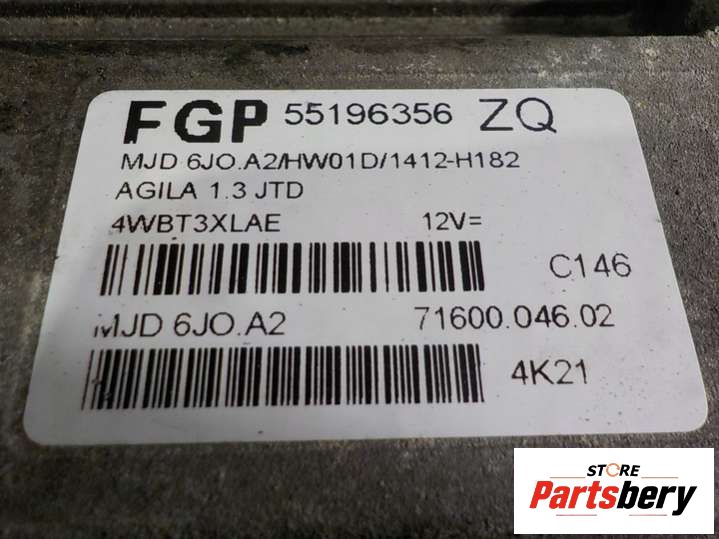 FGP 55196356 ZQ
MJD 6JO.A2/HW01D/1412-H182
AGILA 1.3 JTD
4WBT3XLAE 12V=
C146
MJD 6JO.A2 71600.046.02
4K21
STORE
Partsbery